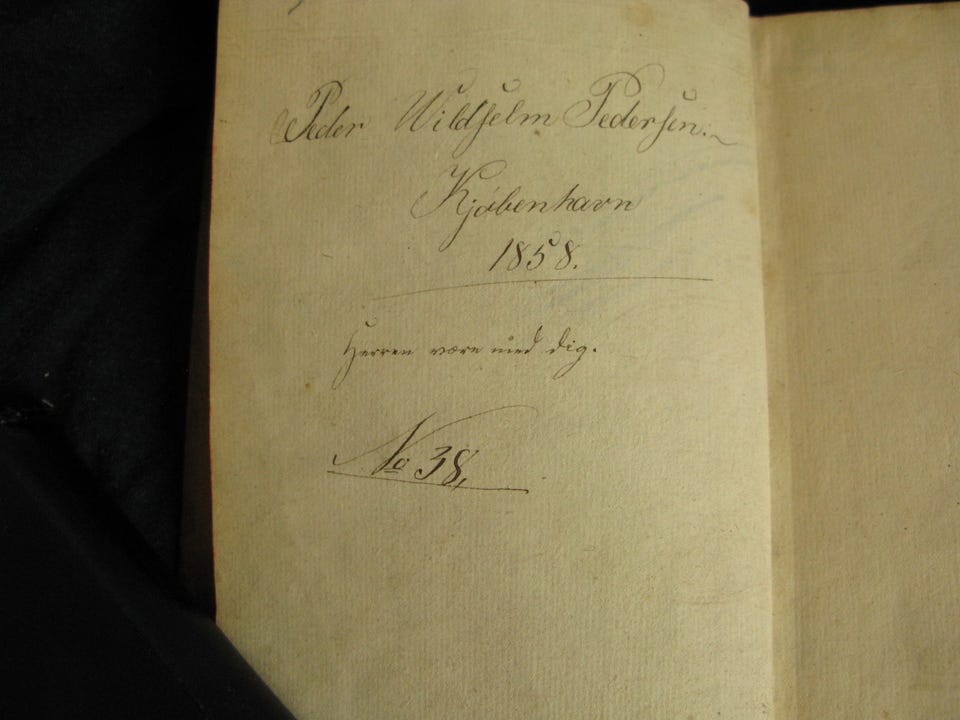 Peder Wildhelm Pedersen.
Kjøbenhavn
1858.
Herren være med dig.
No 38,